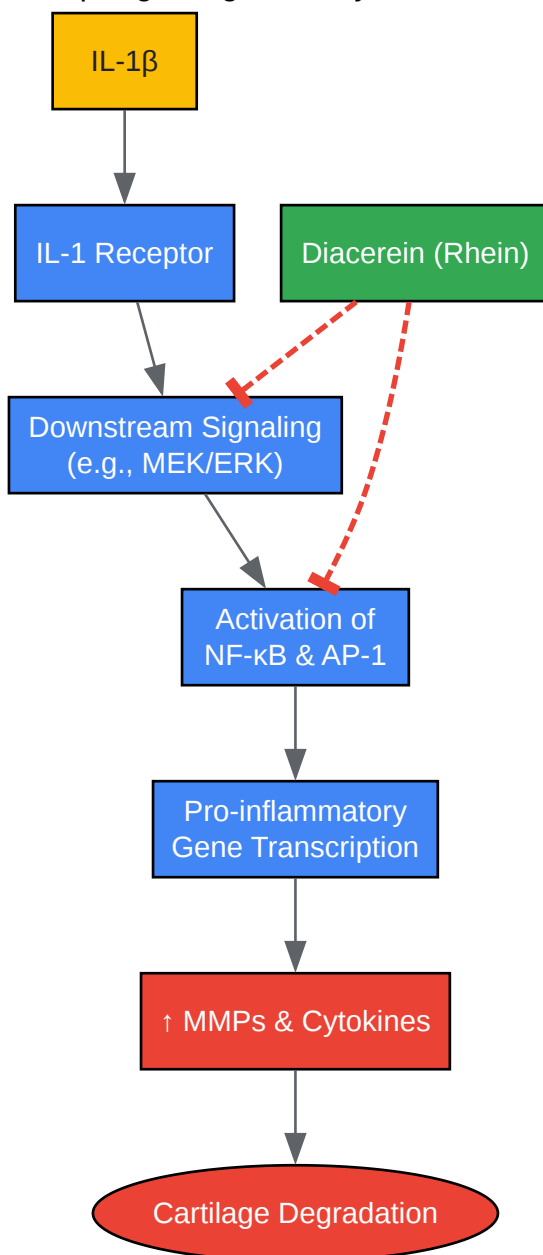 IL-1β
IL-1 Receptor
Diacerein (Rhein)
Downstream Signaling
(e.g., MEK/ERK)
Activation of
NF-κB & AP-1
Pro-inflammatory
Gene Transcription
↑ MMPs & Cytokines
Cartilage Degradation